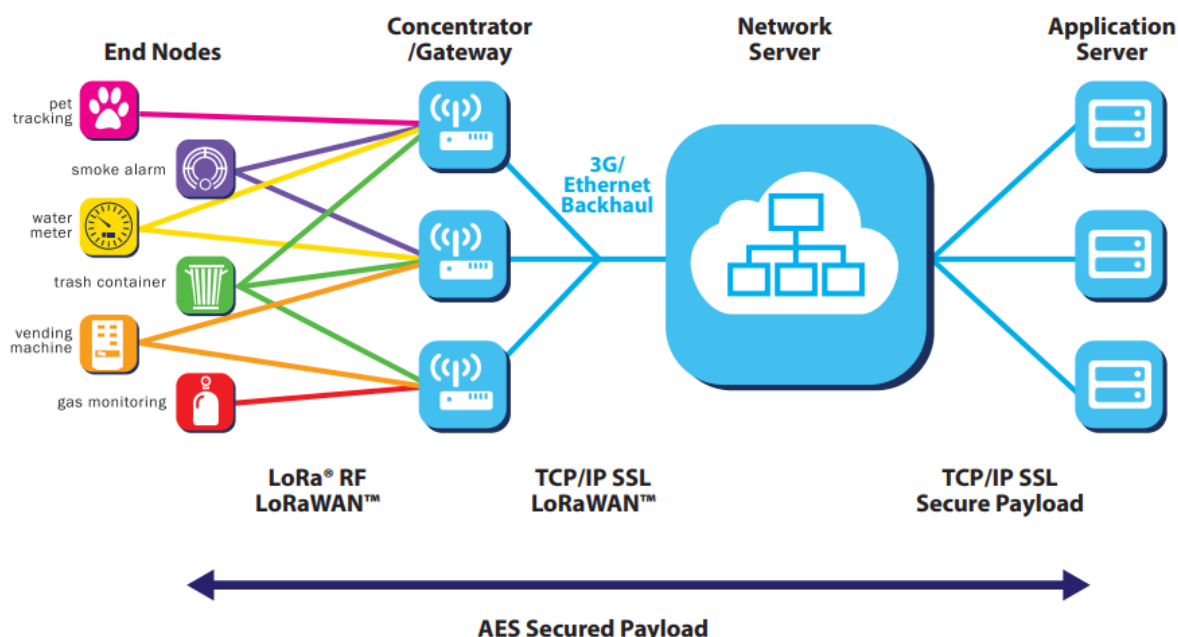 End Nodes
Concentrator
/Gateway
Network
Server
Application
Server
pet
tracking
smoke alarm
water
meter
trash container
vending
machine
gas monitoring
3G/
Ethernet
Backhaul
LoRa® RF
LoRaWAN™
TCP/IP SSL
LoRaWAN™
TCP/IP SSL
Secure Payload
AES Secured Payload